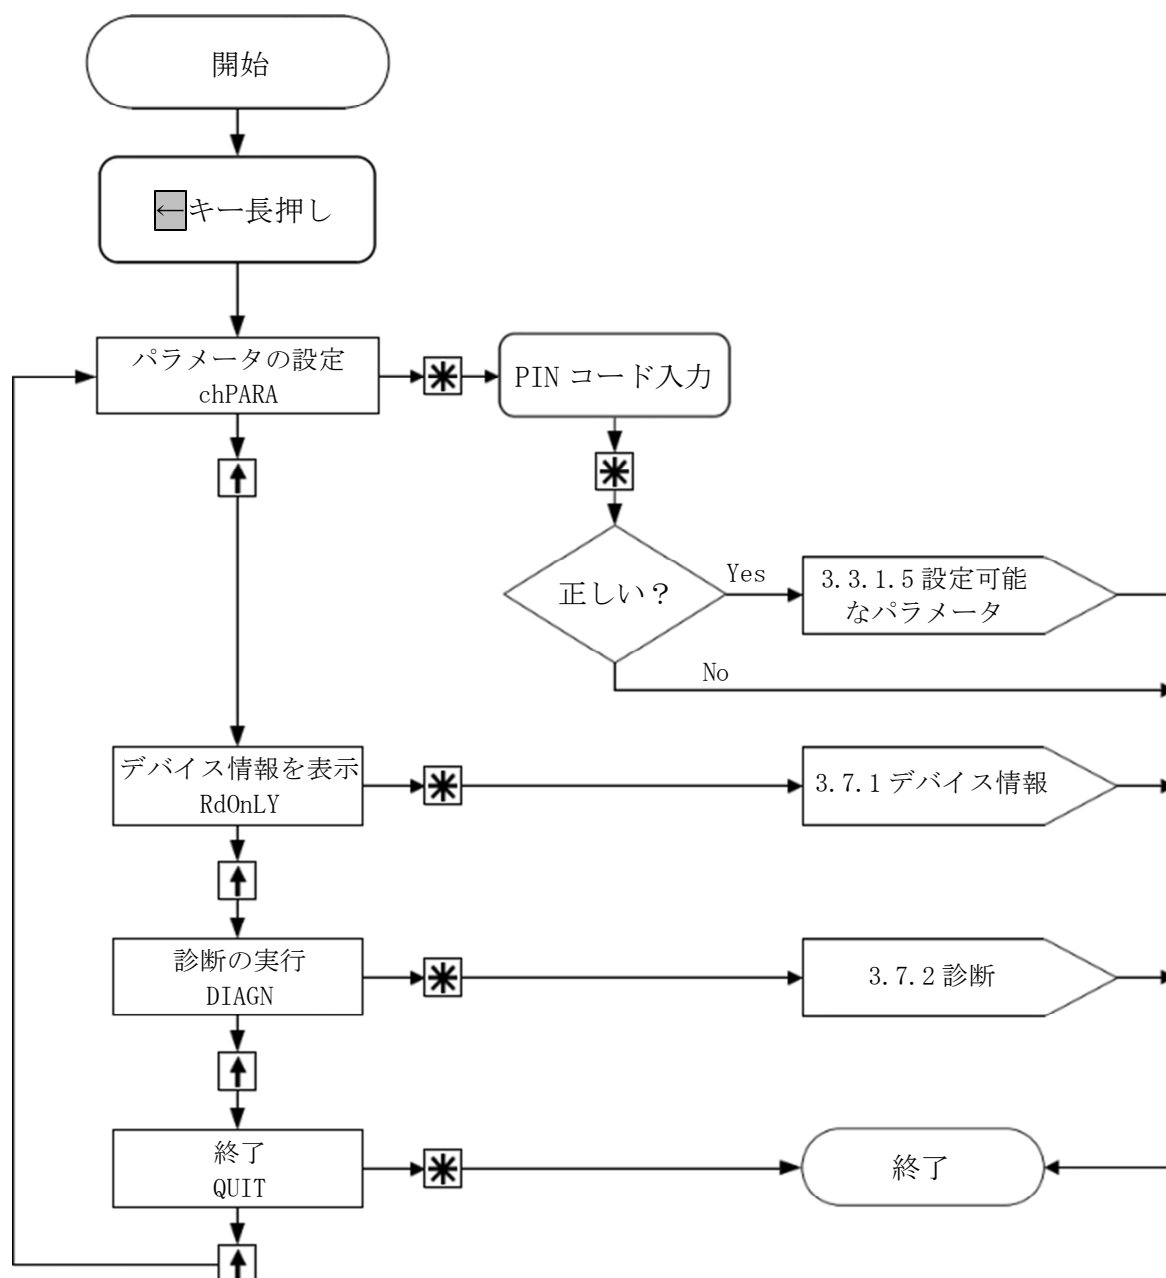 開始
←キー長押し
パラメータの設定
chPARA
PIN コード入力
正しい？
Yes
3.3.1.5 設定可能
なパラメータ
No
デバイス情報を表示
RdOnLY
3.7.1 デバイス情報
診断の実行
DIAGN
3.7.2 診断
終了
QUIT
終了